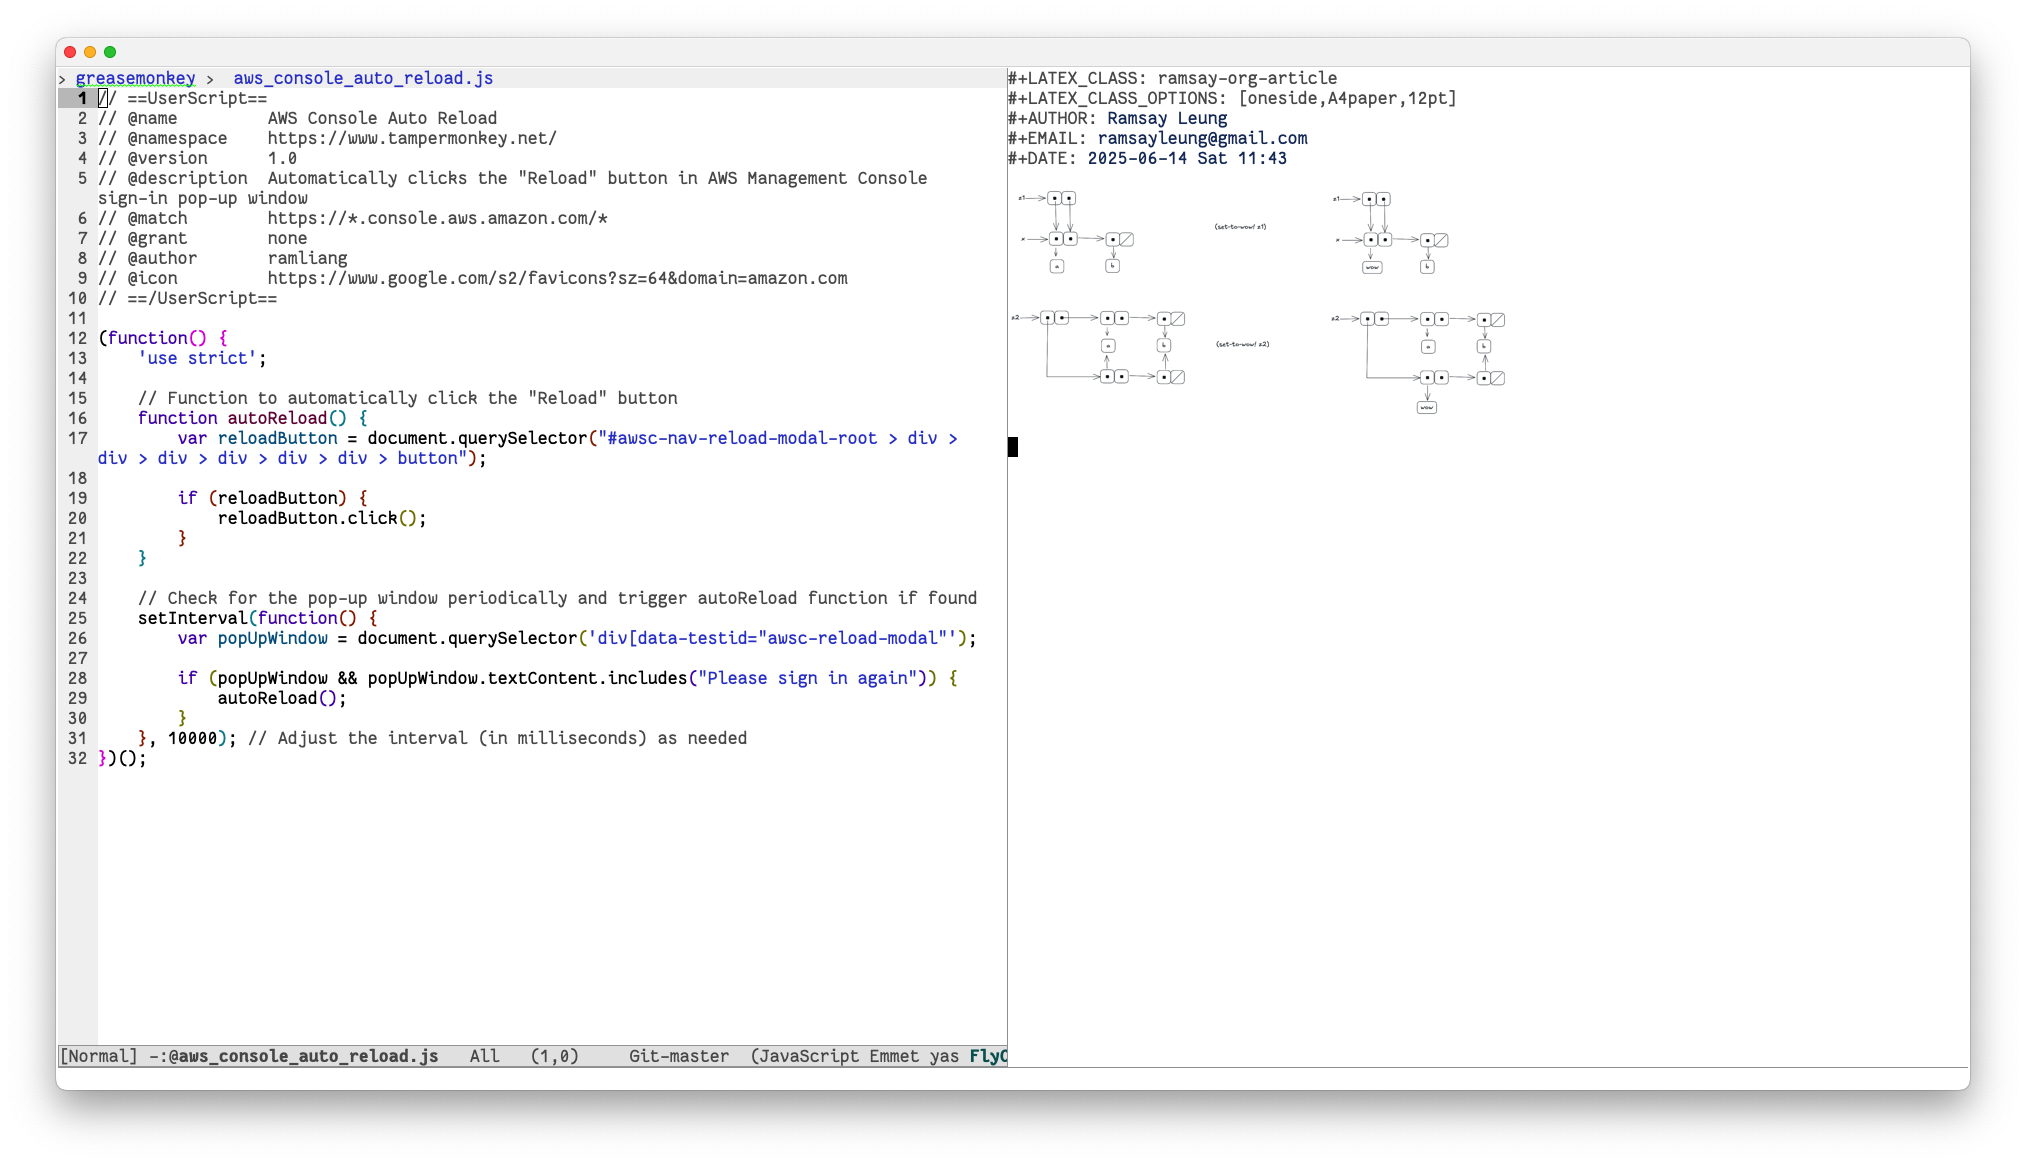 > greasemonkey > aws_console_auto_reload.js
1 // ==UserScript==
2 // @name         AWS Console Auto Reload
3 // @namespace    https://www.tampermonkey.net/
4 // @version      1.0
5 // @description  Automatically clicks the "Reload" button in AWS Management Console
sign-in pop-up window
6 // @match        https://*.console.aws.amazon.com/*
7 // @grant        none
8 // @author       ramliang
9 // @icon         https://www.google.com/s2/favicons?sz=64&domain=amazon.com
10 // ==/UserScript==
11
12 (function() {
13     'use strict';
14
15     // Function to automatically click the "Reload" button
16     function autoReload() {
17         var reloadButton = document.querySelector("#awsc-nav-reload-modal-root > div >
div > div > div > div > div > button");
18
19         if (reloadButton) {
20             reloadButton.click();
21         }
22     }
23
24     // Check for the pop-up window periodically and trigger autoReload function if found
25     setInterval(function() {
26         var popUpWindow = document.querySelector('div[data-testid="awsc-reload-modal"');
27
28         if (popUpWindow && popUpWindow.textContent.includes("Please sign in again")) {
29             autoReload();
30         }
31     }, 10000); // Adjust the interval (in milliseconds) as needed
32 })();
[Normal] -:@aws_console_auto_reload.js   All   (1,0)     Git-master  (JavaScript Emmet yas FlyC
#+LATEX_CLASS: ramsay-org-article
#+LATEX_CLASS_OPTIONS: [oneside,A4paper,12pt]
#+AUTHOR: Ramsay Leung
#+EMAIL: ramsayleung@gmail.com
#+DATE: 2025-06-14 Sat 11:43
z1 z1
(set-to-wow! z1)
x x
a b wow b
z2 z2
a b (set-to-wow! z2) a b
wow